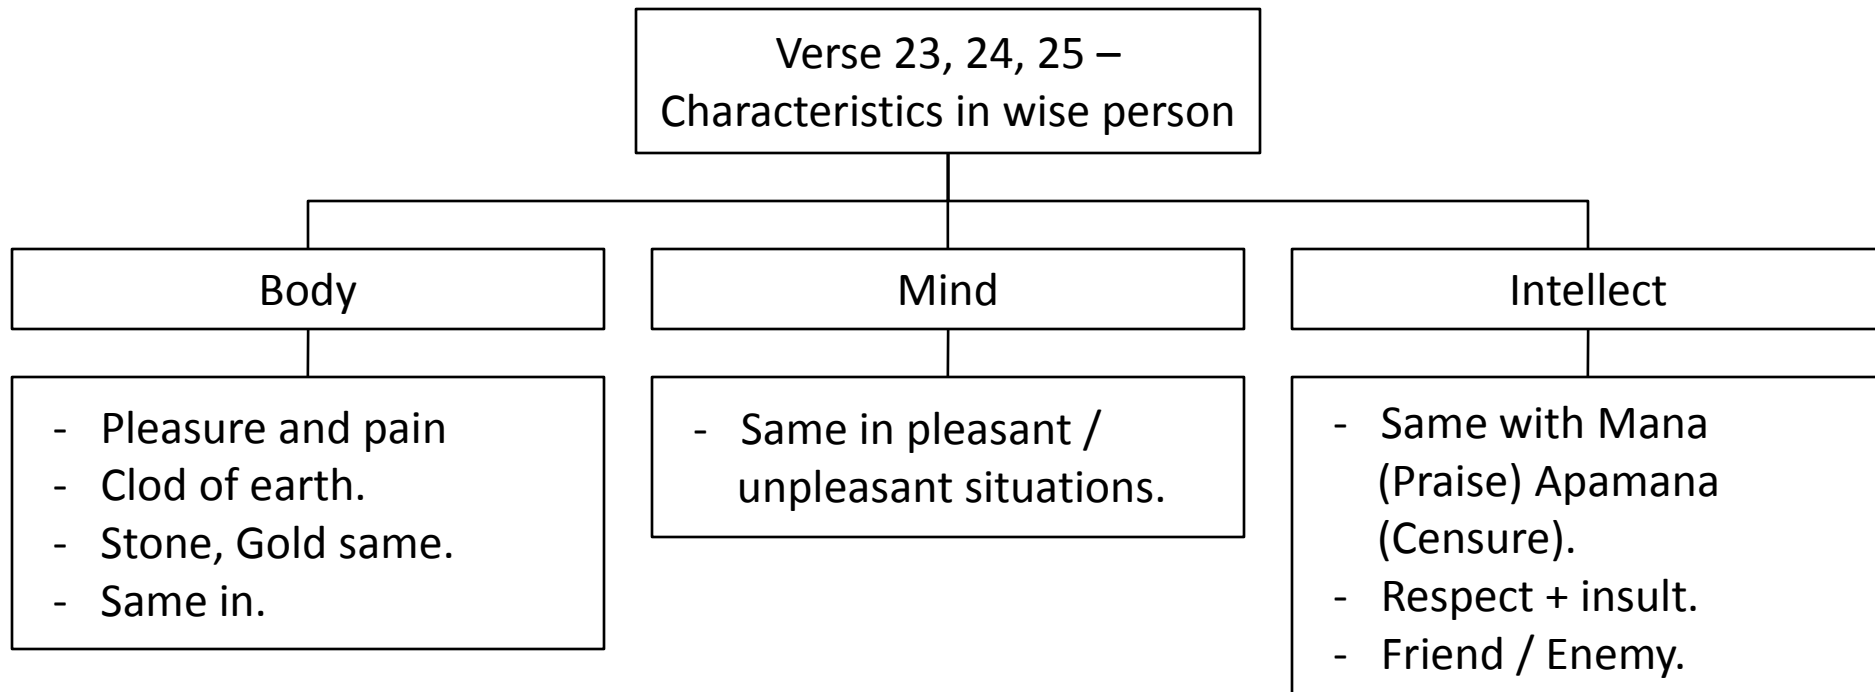 Verse 23, 24, 25 –
Characteristics in wise person
Body
- Pleasure and pain
- Clod of earth.
- Stone, Gold same.
- Same in.
Mind
- Same in pleasant /
unpleasant situations.
Intellect
- Same with Mana
(Praise) Apamana
(Censure).
- Respect + insult.
- Friend / Enemy.